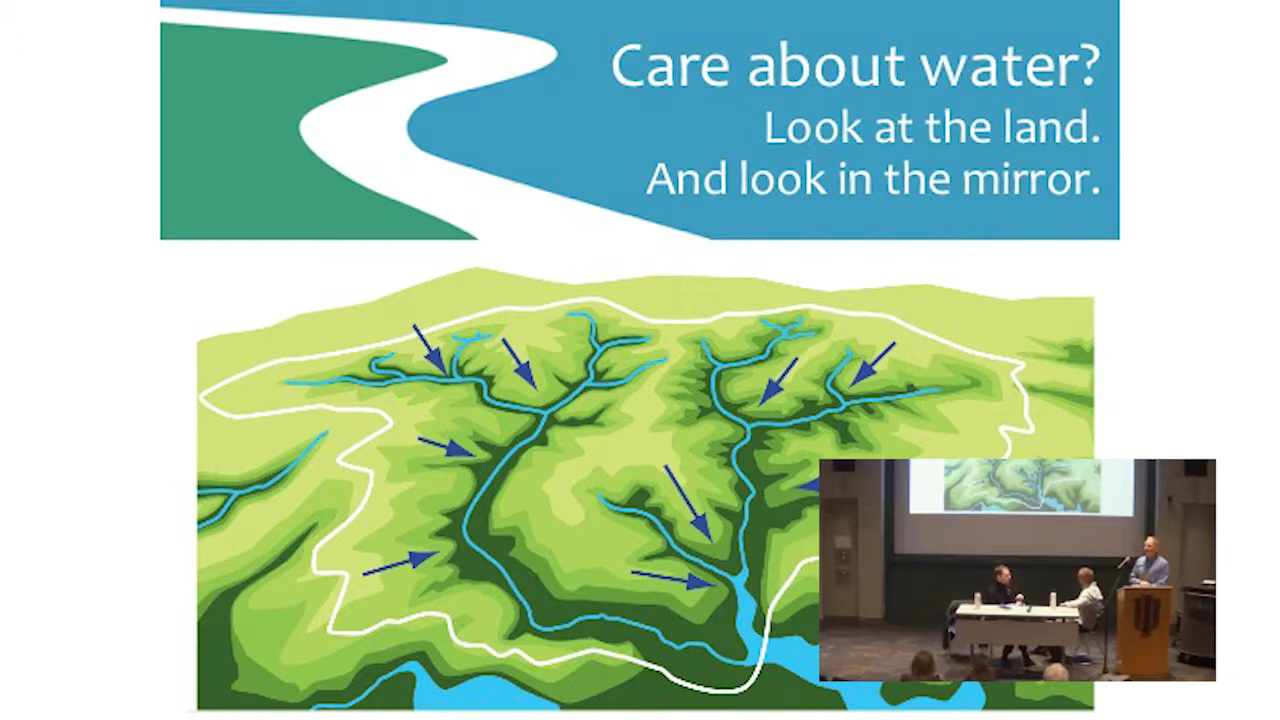 Care about water?
Look at the land.
And look in the mirror.